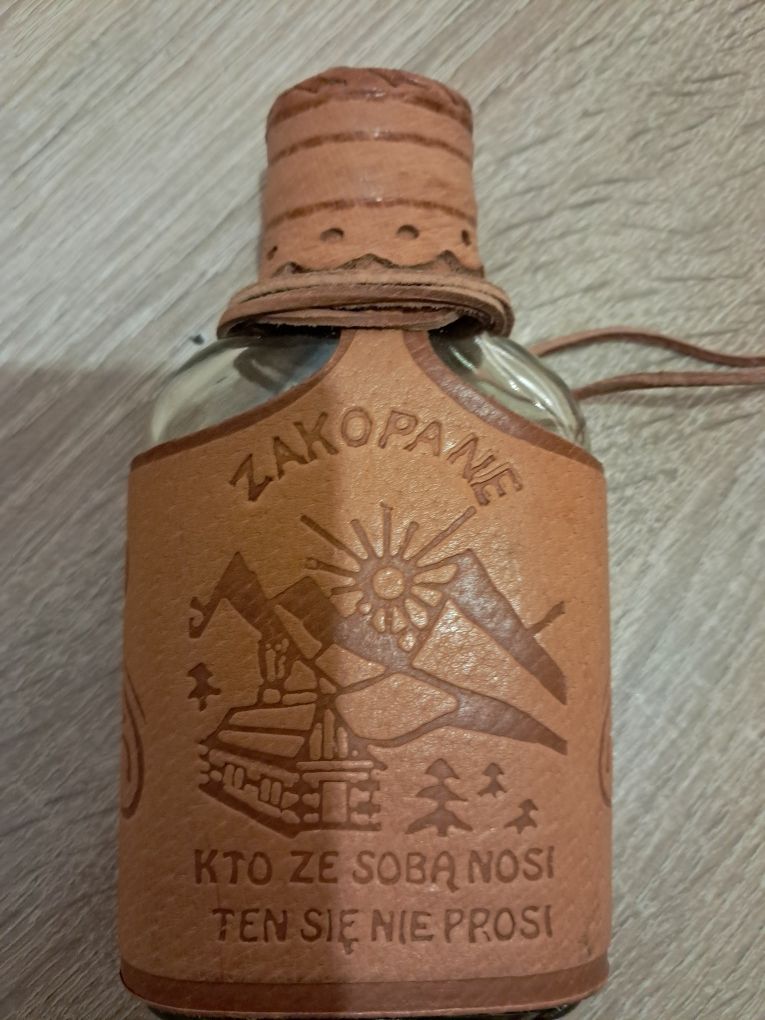 ZAKOPANE
KTO ZE SOBĄ NOSI
TEN SIĘ NIE PROSI